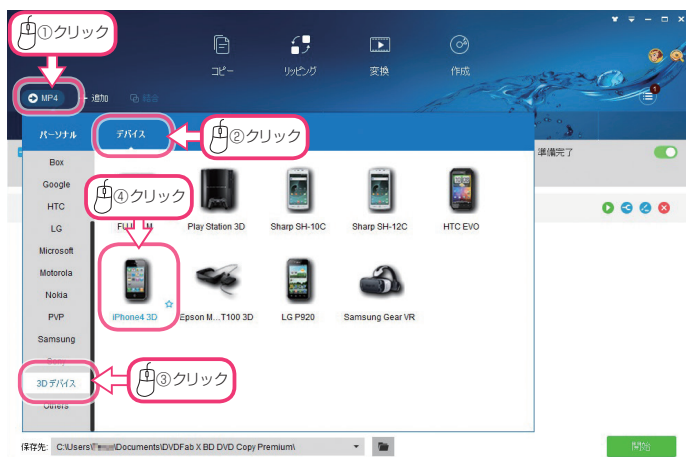 ①クリック
コピー
リッピング
変換
作成
MP4
追加
結合
1
パーソナル
デバイス
②クリック
準備完了
Box
Google
HTC
LG
Microsoft
Motorola
Nokia
PVP
Samsung
3D デバイス
Others
④クリック
Play Station 3D
Sharp SH-10C
Sharp SH-12C
HTC EVO
iPhone4 3D
Epson M...T100 3D
LG P920
Samsung Gear VR
③クリック
保存先:
C:\Users\
\Documents\DVDFab X BD DVD Copy Premium\
開始